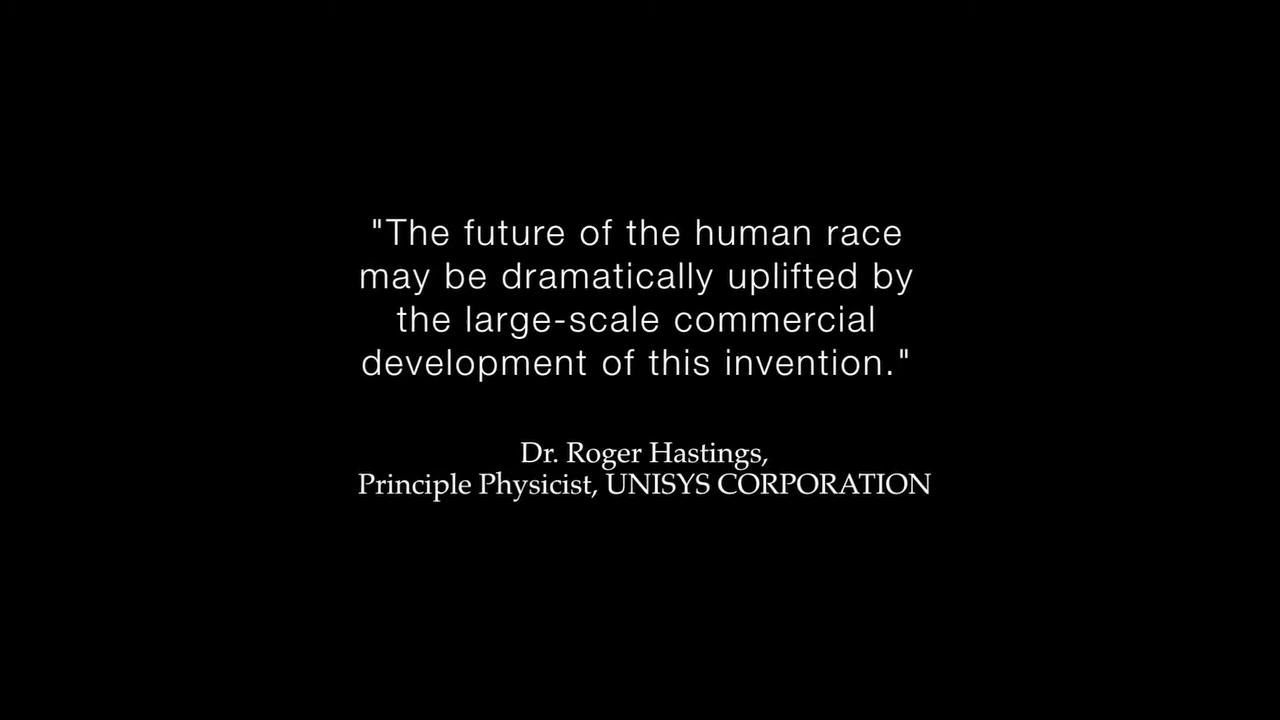 "The future of the human race
may be dramatically uplifted by
the large-scale commercial
development of this invention."
Dr. Roger Hastings,
Principle Physicist, UNISYS CORPORATION